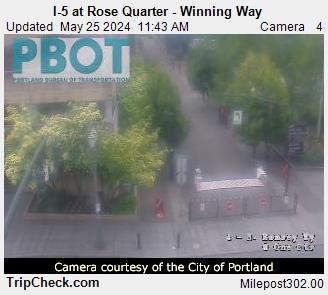 I-5 at Rose Quarter - Winning Way
Updated May 25 2024 11:43 AM Camera 4
PBOT
PORTLAND BUREAU OF TRANSPORTATION
Camera courtesy of the City of Portland
TripCheck.com Milepost302.00